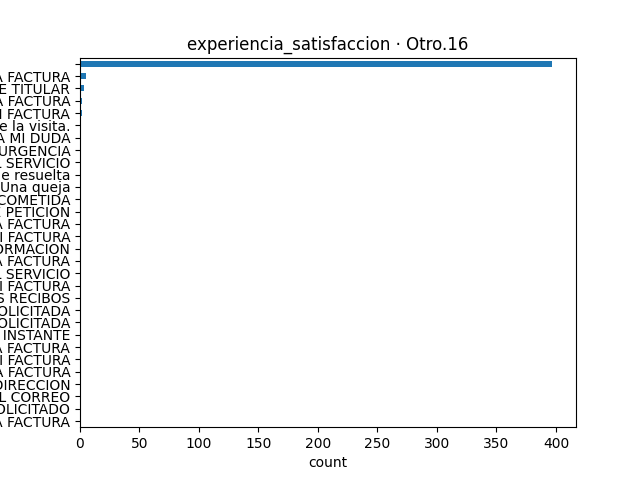 experiencia_satisfaccion · Otro.16
A FACTURA
E TITULAR
A FACTURA
I FACTURA
e la visita.
A MI DUDA
URGENCIA
L SERVICIO
e resuelta
Una queja
COMETIDA
PETICION
A FACTURA
I FACTURA
ORMACION
A FACTURA
L SERVICIO
I FACTURA
S RECIBOS
OLICITADA
OLICITADA
INSTANTE
A FACTURA
I FACTURA
A FACTURA
DIRECCION
L CORREO
OLICITADO
A FACTURA
0 50 100 150 200 250 300 350 400
count